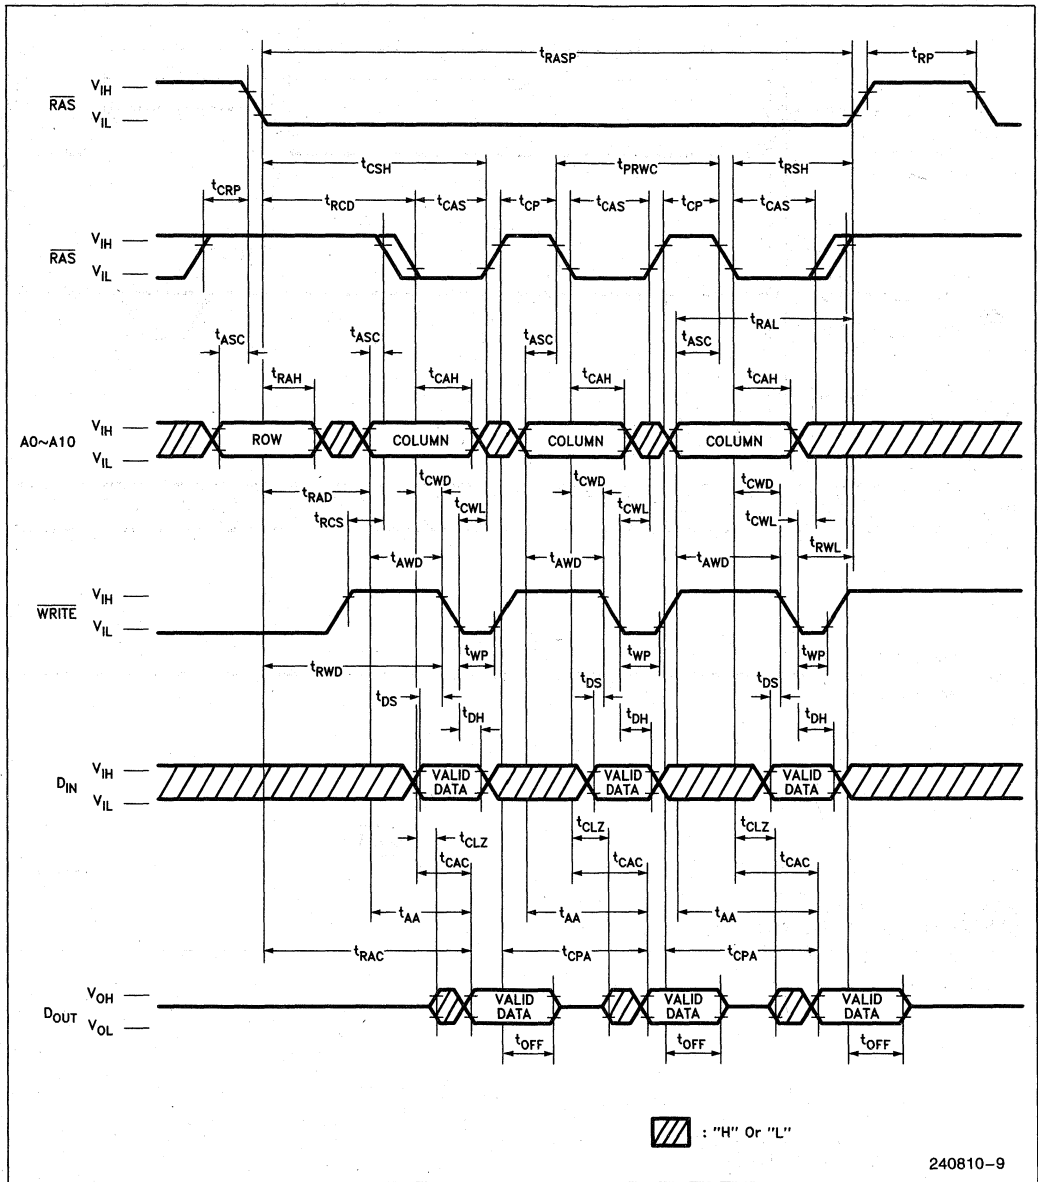 tRASP tRP
VIH
RAS
VIL
tCSH tPRWC tRSH
tCRP tRCD tCAS tCP tCAS tCP tCAS
VIH
RAS
VIL
tRAL
tASC tASC tASC tASC
tRAH tCAH tCAH tCAH
VIH
A0~A10 ROW COLUMN COLUMN COLUMN
VIL
tRAD tCWD tCWD tCWD
tRCS tCWL tCWL tCWL
tAWD tAWD tAWD tRWL
VIH
WRITE
VIL
tRWD tWP tWP tWP
tDS tDS tDS
tDH tDH tDH
VIH VALID VALID VALID
DIN
VIL DATA DATA DATA
tCLZ tCLZ tCLZ
tCAC tCAC tCAC
tAA tAA tAA
tRAC tCPA tCPA
VOH VALID VALID VALID
DOUT
VOL DATA DATA DATA
tOFF tOFF tOFF
: "H" Or "L"
240810-9